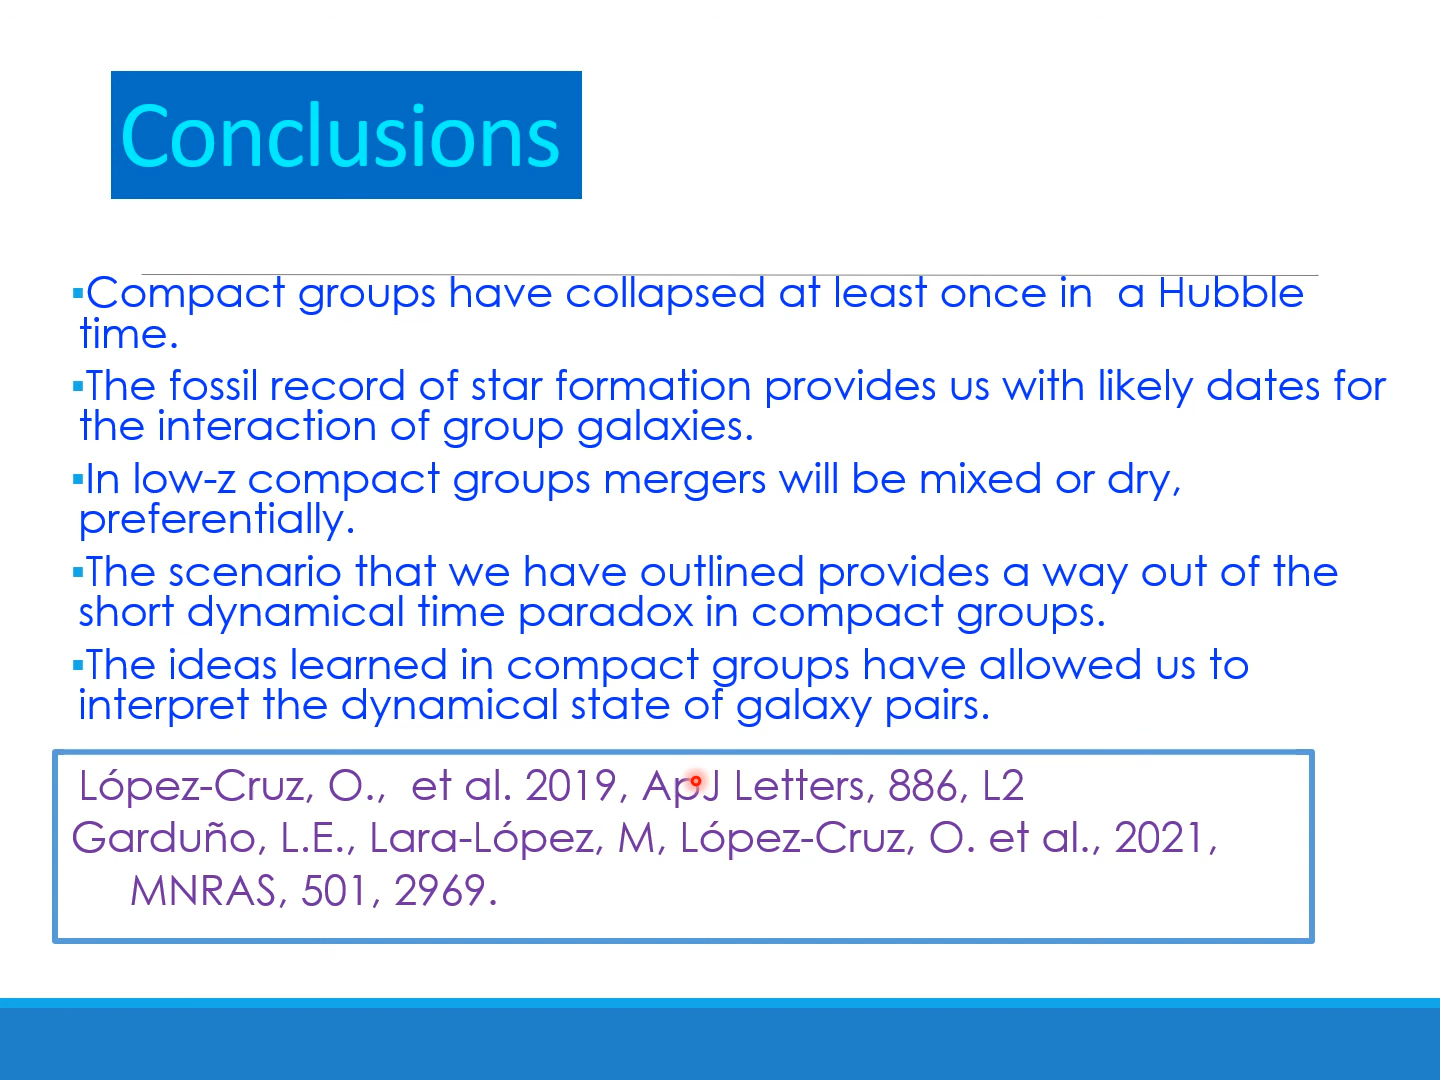 Conclusions
▪Compact groups have collapsed at least once in a Hubble
time.
▪The fossil record of star formation provides us with likely dates for
the interaction of group galaxies.
▪In low-z compact groups mergers will be mixed or dry,
preferentially.
▪The scenario that we have outlined provides a way out of the
short dynamical time paradox in compact groups.
▪The ideas learned in compact groups have allowed us to
interpret the dynamical state of galaxy pairs.
López-Cruz, O., et al. 2019, ApJ Letters, 886, L2
Garduño, L.E., Lara-López, M, López-Cruz, O. et al., 2021,
MNRAS, 501, 2969.